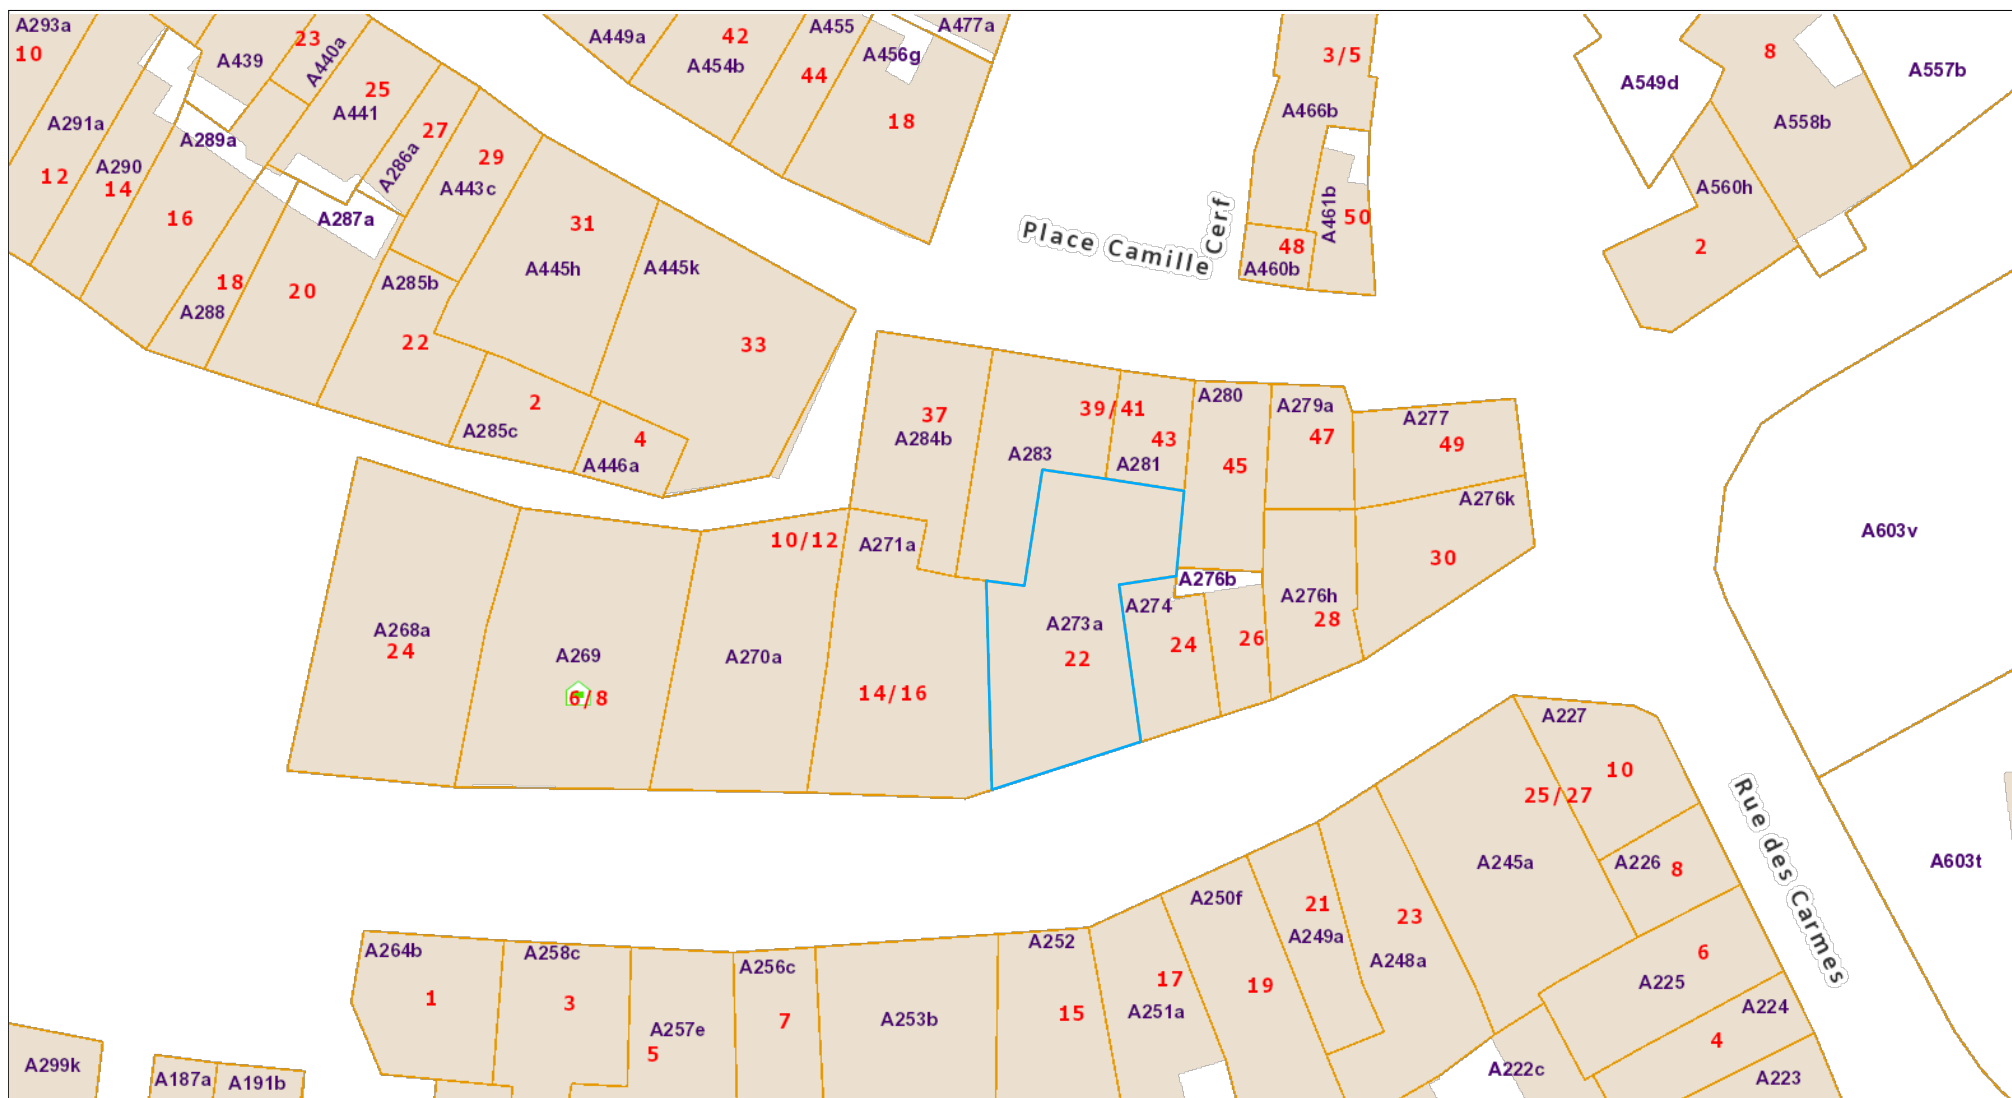 A293a
10
A439
23
A440a
25
A441
A291a
A290
12
14
A289a
16
A286a
27
29
A443c
A287a
18
A288
20
A285b
22
31
A445h
A445k
33
2
A285c
4
A446a
A449a
42
A454b
A455
44
A456g
A477a
18
Place Camille
Cerf
3/5
A466b
A461b
50
48
A460b
A549d
8
A557b
A558b
A560h
2
A603v
37
A284b
39/41
A283
43
A281
A280
45
A279a
47
A277
49
A276k
30
A268a
24
A269
6/8
10/12
A270a
A271a
14/16
A273a
22
A276b
A274
24
26
A276h
28
A227
10
25/27
A245a
A226
8
Rue des Carmes
A603t
A264b
1
A258c
3
A257e
5
A256c
7
A253b
A252
15
17
A251a
A250f
19
21
A249a
23
A248a
6
A225
A224
4
A222c
A223
A299k
A187a
A191b